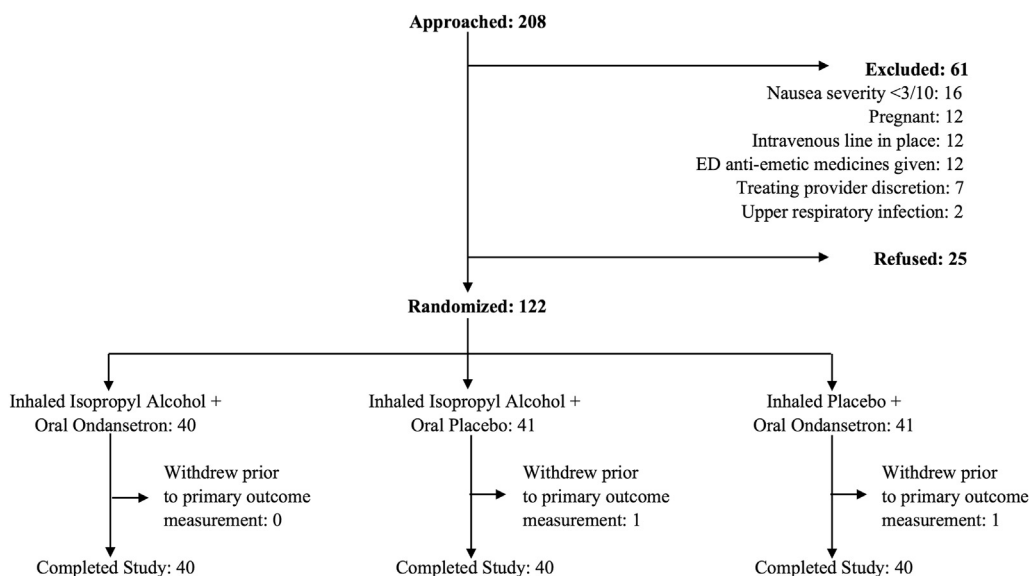 Approached: 208
Excluded: 61
Nausea severity <3/10: 16
Pregnant: 12
Intravenous line in place: 12
ED anti-emetic medicines given: 12
Treating provider discretion: 7
Upper respiratory infection: 2
Refused: 25
Randomized: 122
Inhaled Isopropyl Alcohol +
Oral Ondansetron: 40
Inhaled Isopropyl Alcohol +
Oral Placebo: 41
Inhaled Placebo +
Oral Ondansetron: 41
Withdrew prior
to primary outcome
measurement: 0
Withdrew prior
to primary outcome
measurement: 1
Withdrew prior
to primary outcome
measurement: 1
Completed Study: 40
Completed Study: 40
Completed Study: 40